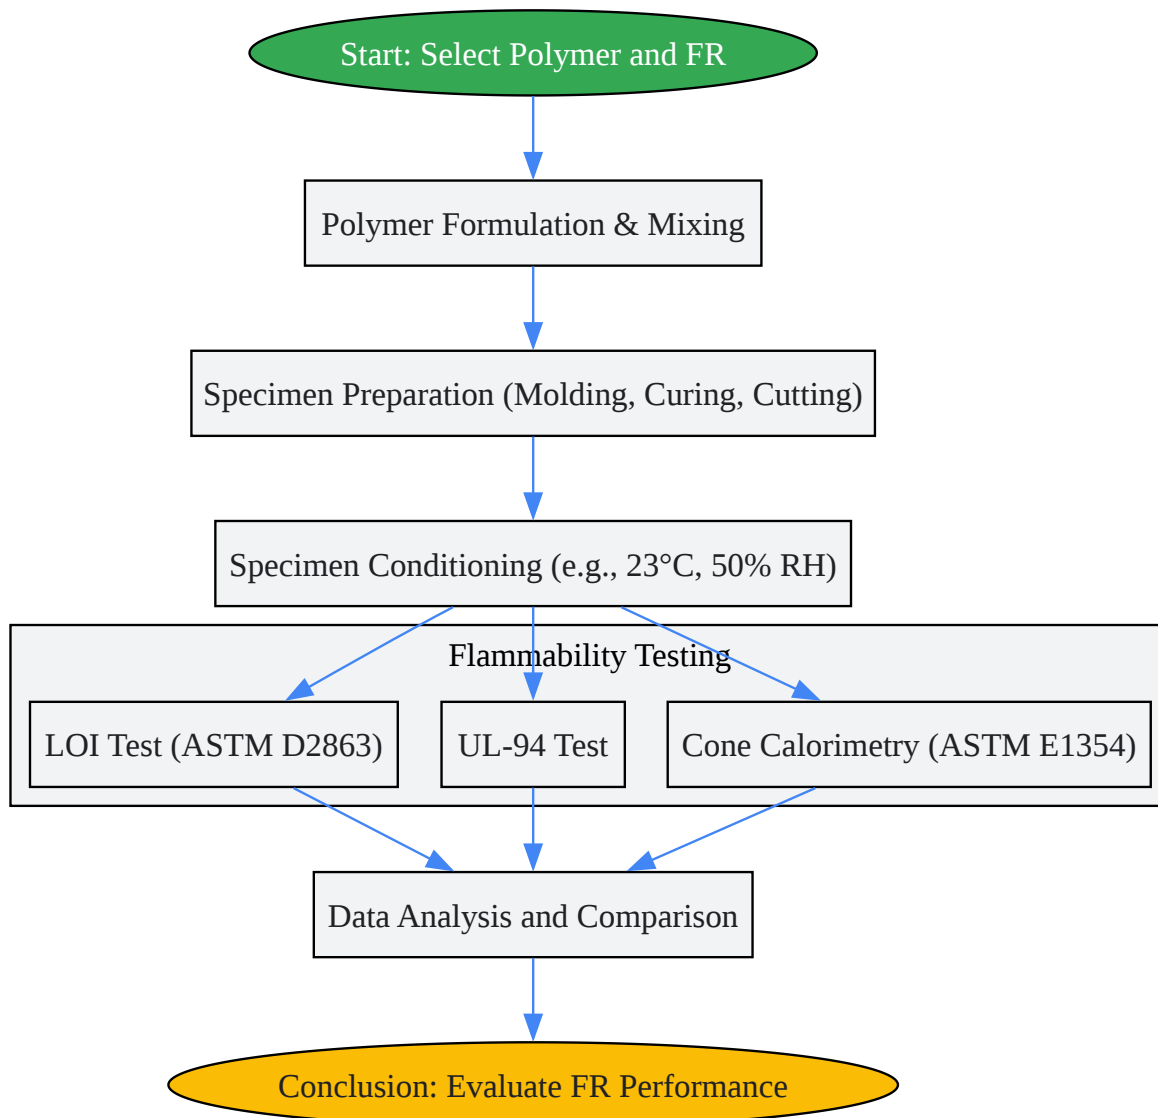 Start: Select Polymer and FR
Polymer Formulation & Mixing
Specimen Preparation (Molding, Curing, Cutting)
Specimen Conditioning (e.g., 23°C, 50% RH)
Flammability Testing
LOI Test (ASTM D2863)
UL-94 Test
Cone Calorimetry (ASTM E1354)
Data Analysis and Comparison
Conclusion: Evaluate FR Performance